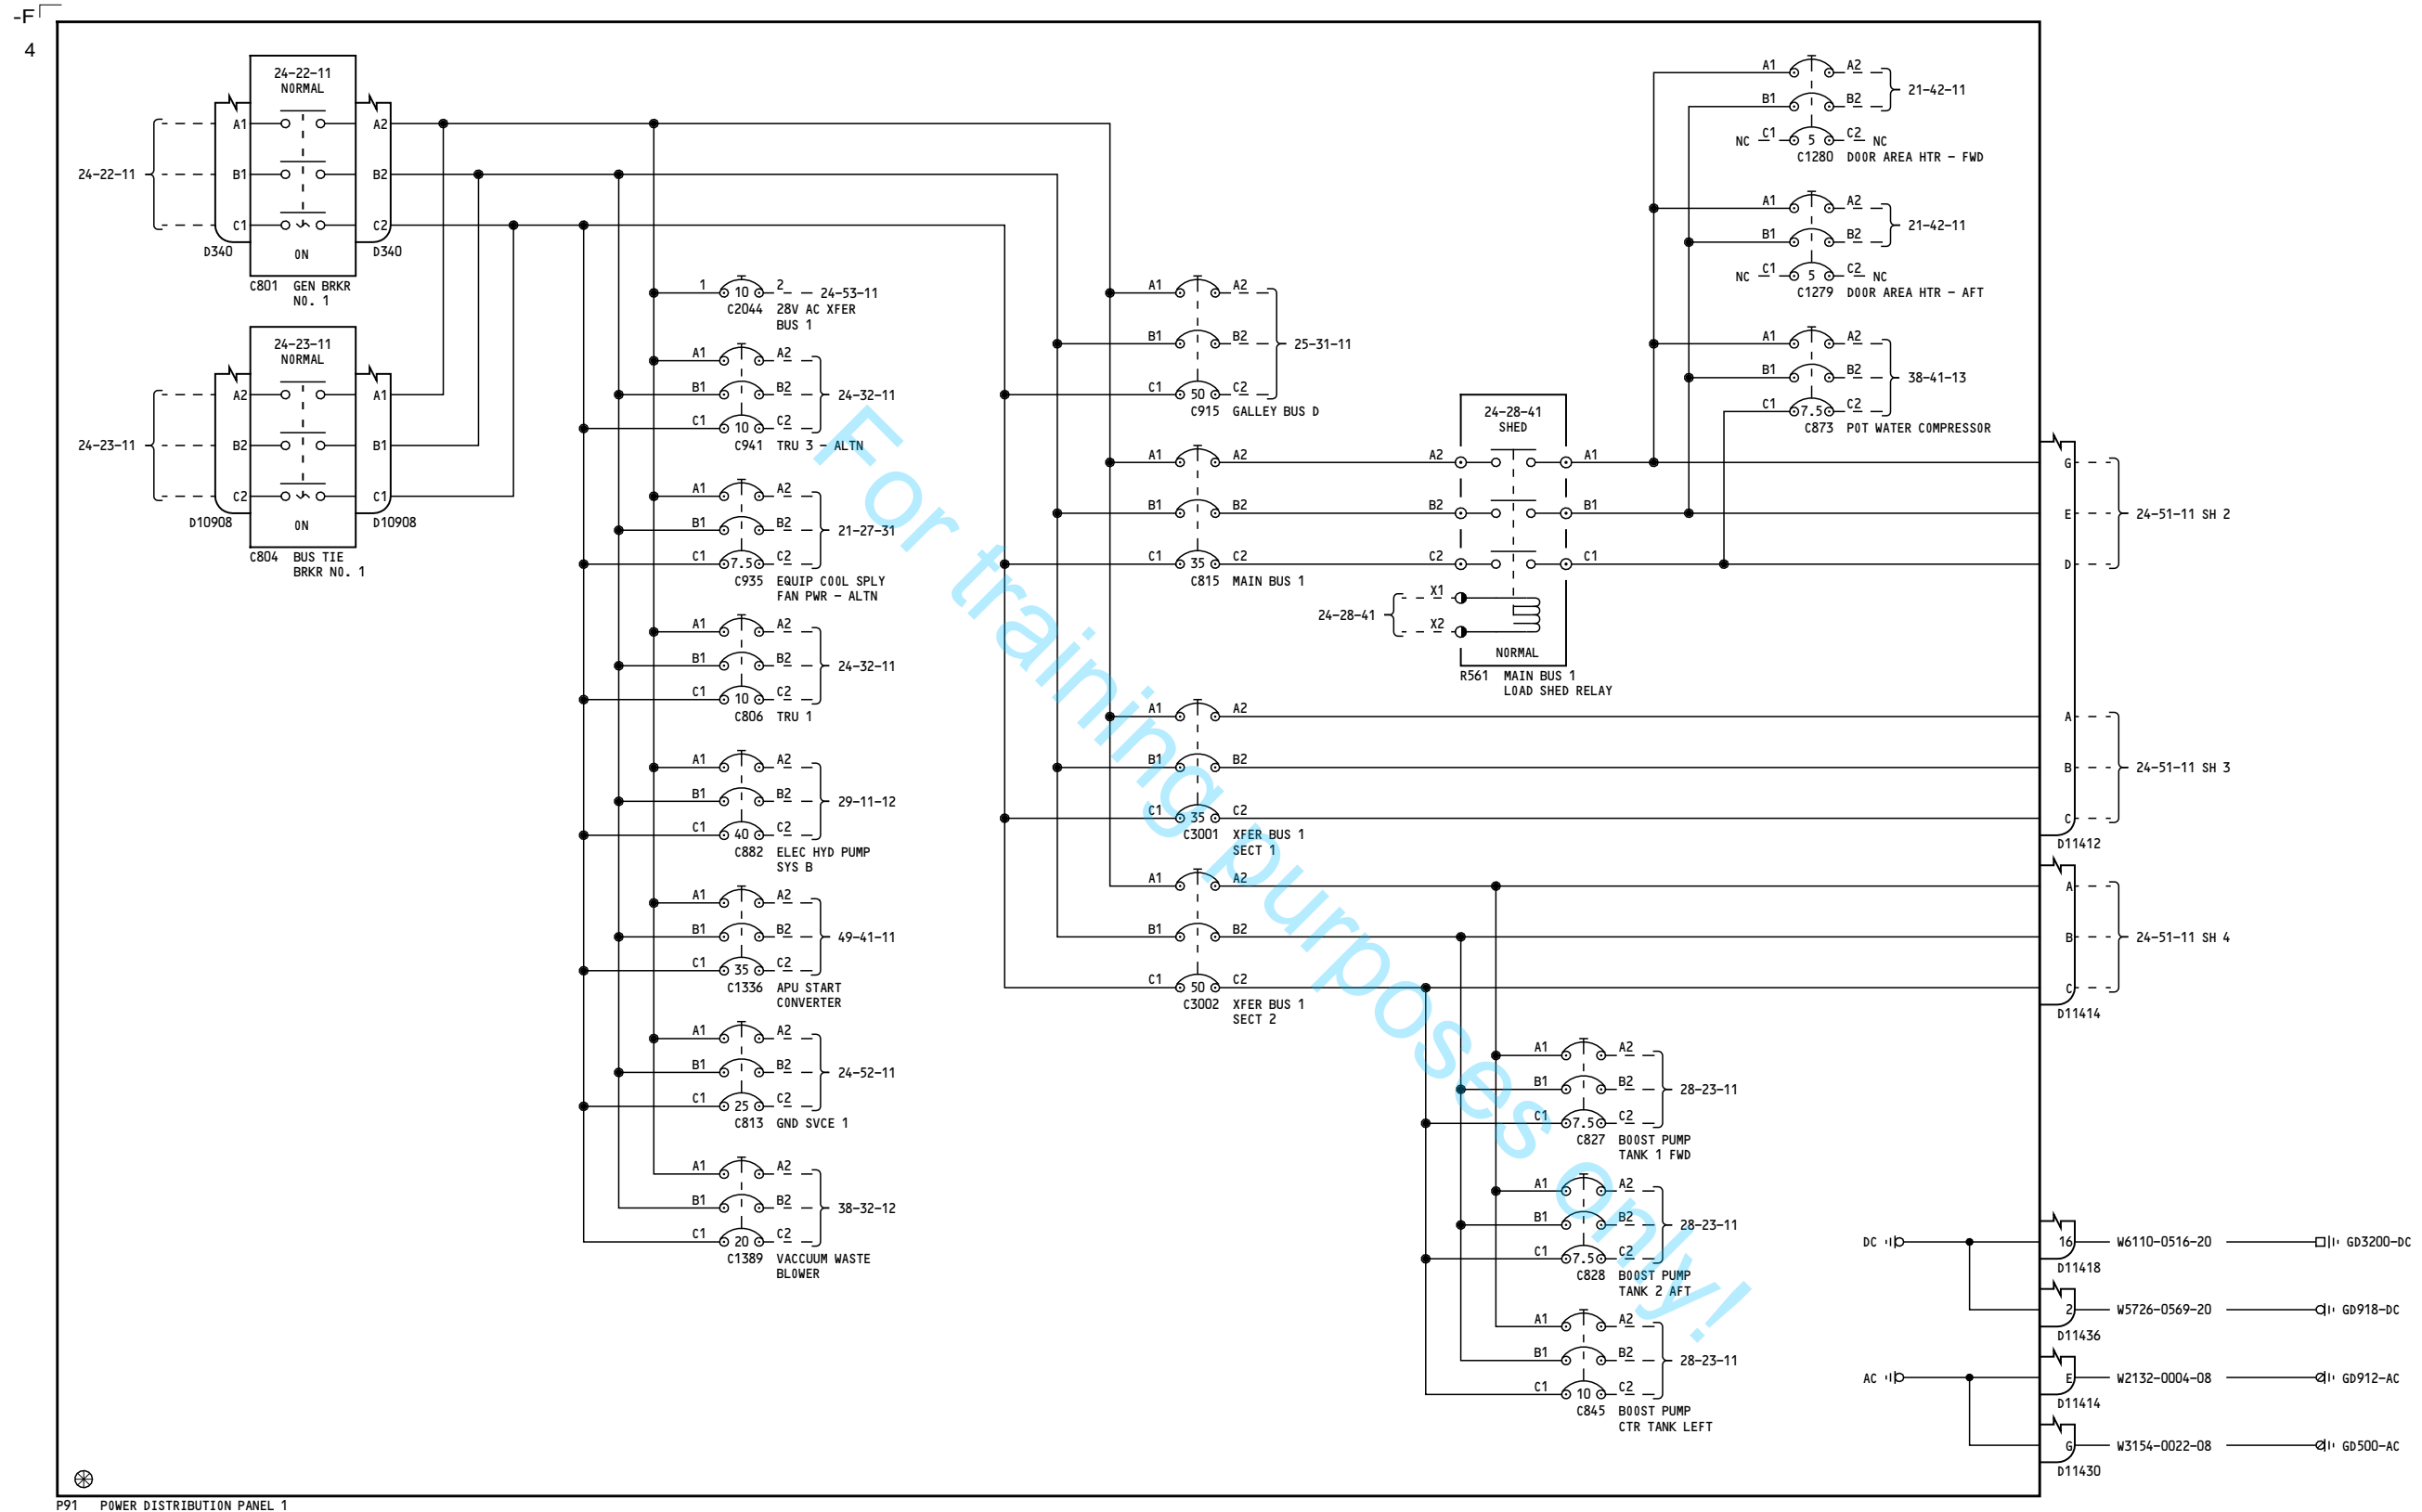 -F
4
24-22-11
NORMAL
A1 A2
24-22-11 B1 B2
C1 C2
D340 ON D340
C801 GEN BRKR
NO. 1
24-23-11
NORMAL
A2 A1
24-23-11 B2 B1
C2 C1
D10908 ON D10908
C804 BUS TIE
BRKR NO. 1
1 10 2 24-53-11
C2044 28V AC XFER
BUS 1
A1 A2
B1 B2 24-32-11
C1 10 C2
C941 TRU 3 - ALTN
A1 A2
B1 B2 21-27-31
C1 7.5 C2
C935 EQUIP COOL SPLY
FAN PWR - ALTN
A1 A2
B1 B2 24-32-11
C1 10 C2
C806 TRU 1
A1 A2
B1 B2 29-11-12
C1 40 C2
C882 ELEC HYD PUMP
SYS B
A1 A2
B1 B2 49-41-11
C1 35 C2
C1336 APU START
CONVERTER
A1 A2
B1 B2 24-52-11
C1 25 C2
C813 GND SVCE 1
A1 A2
B1 B2 38-32-12
C1 20 C2
C1389 VACCUUM WASTE
BLOWER
A1 A2
B1 B2 25-31-11
C1 50 C2
C915 GALLEY BUS D
A1 A2
B1 B2
C1 35 C2
C815 MAIN BUS 1
24-28-41
SHED
A2 A1
B2 B1
C2 C1
X1
24-28-41
X2
NORMAL
R561 MAIN BUS 1
LOAD SHED RELAY
A1 A2
B1 B2
C1 35 C2
C3001 XFER BUS 1
SECT 1
A1 A2
B1 B2
C1 50 C2
C3002 XFER BUS 1
SECT 2
A1 A2
B1 B2 21-42-11
NC C1 5 C2 NC
C1280 DOOR AREA HTR - FWD
A1 A2
B1 B2 21-42-11
NC C1 5 C2 NC
C1279 DOOR AREA HTR - AFT
A1 A2
B1 B2 38-41-13
C1 7.5 C2
C873 POT WATER COMPRESSOR
A1 A2
B1 B2 28-23-11
C1 7.5 C2
C827 BOOST PUMP
TANK 1 FWD
A1 A2
B1 B2 28-23-11
C1 7.5 C2
C828 BOOST PUMP
TANK 2 AFT
A1 A2
B1 B2 28-23-11
C1 10 C2
C845 BOOST PUMP
CTR TANK LEFT
G
E 24-51-11 SH 2
D
A
B 24-51-11 SH 3
C
D11412
A
B 24-51-11 SH 4
C
D11414
DC 16 W6110-0516-20 GD3200-DC
D11418
2 W5726-0569-20 GD918-DC
D11436
AC E W2132-0004-08 GD912-AC
D11414
G W3154-0022-08 GD500-AC
D11430
P91 POWER DISTRIBUTION PANEL 1
For training purposes only!